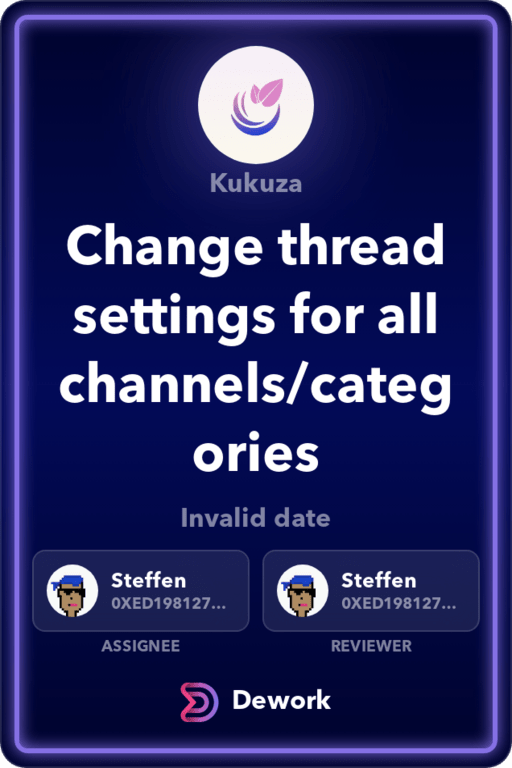 Kukuza
Change thread
settings for all
channels/categ
ories
Invalid date
Steffen
0XED198127...
Steffen
0XED198127...
ASSIGNEE
REVIEWER
Dework